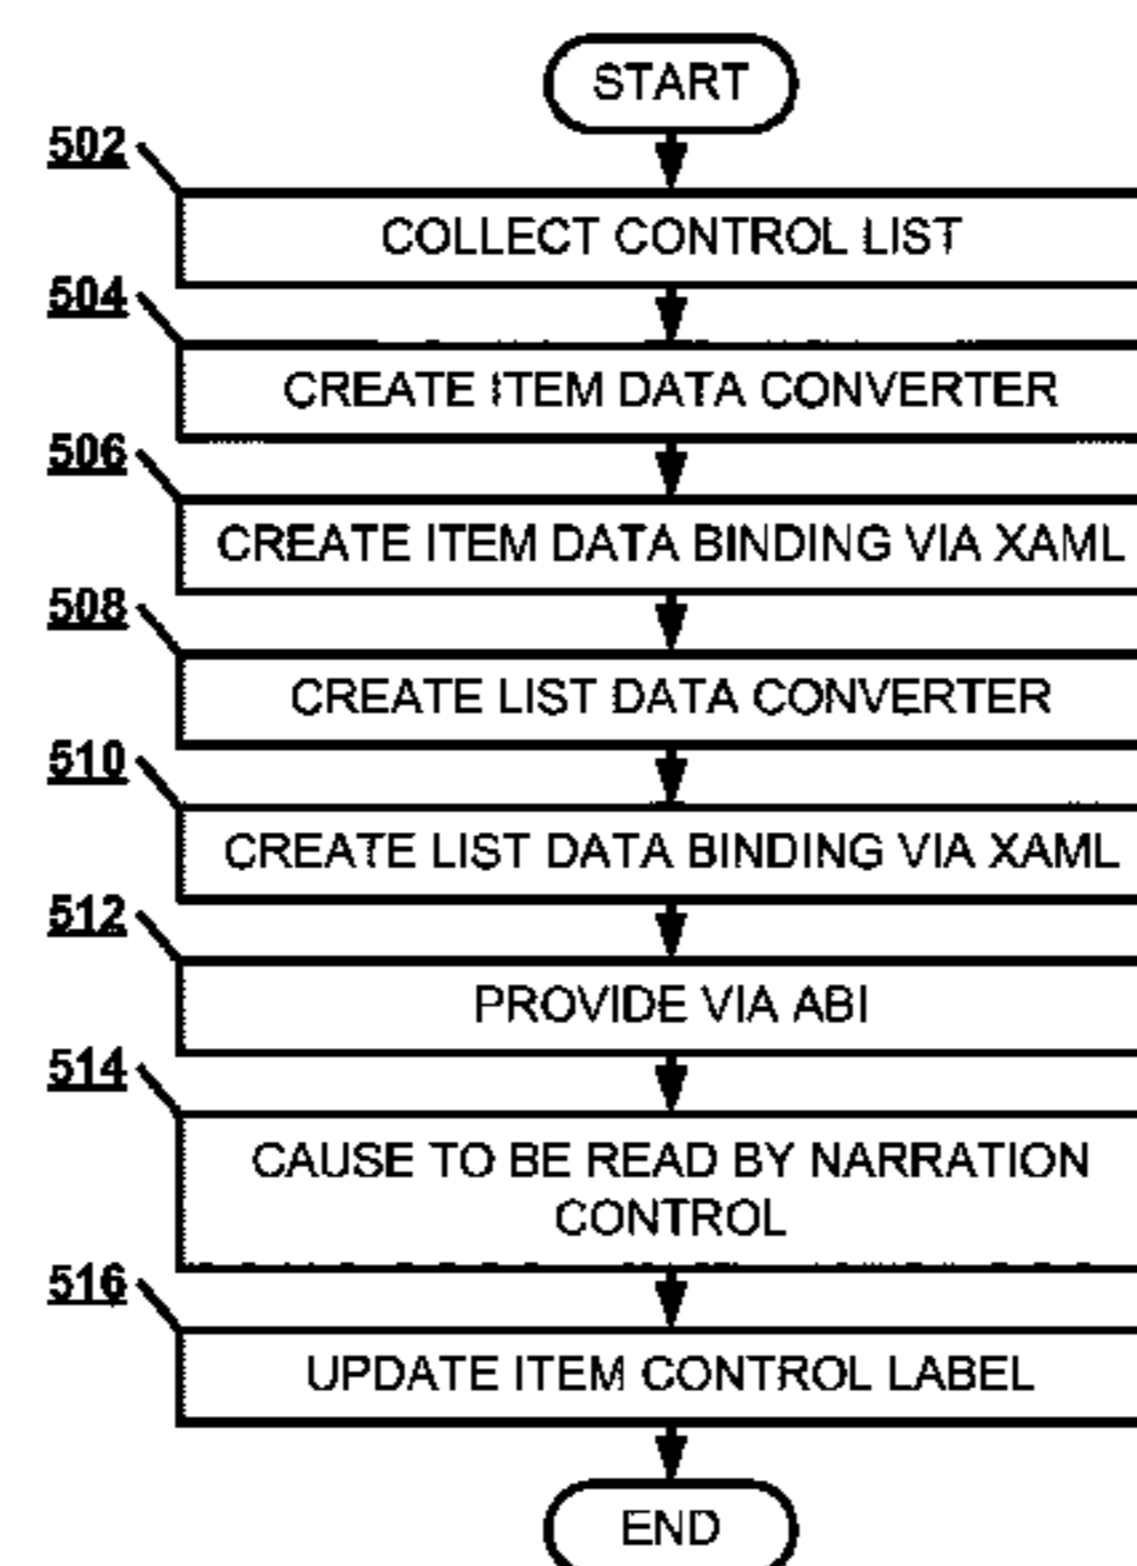 START
502
COLLECT CONTROL LIST
504
CREATE ITEM DATA CONVERTER
506
CREATE ITEM DATA BINDING VIA XAML
508
CREATE LIST DATA CONVERTER
510
CREATE LIST DATA BINDING VIA XAML
512
PROVIDE VIA ABI
514
CAUSE TO BE READ BY NARRATION
CONTROL
516
UPDATE ITEM CONTROL LABEL
END